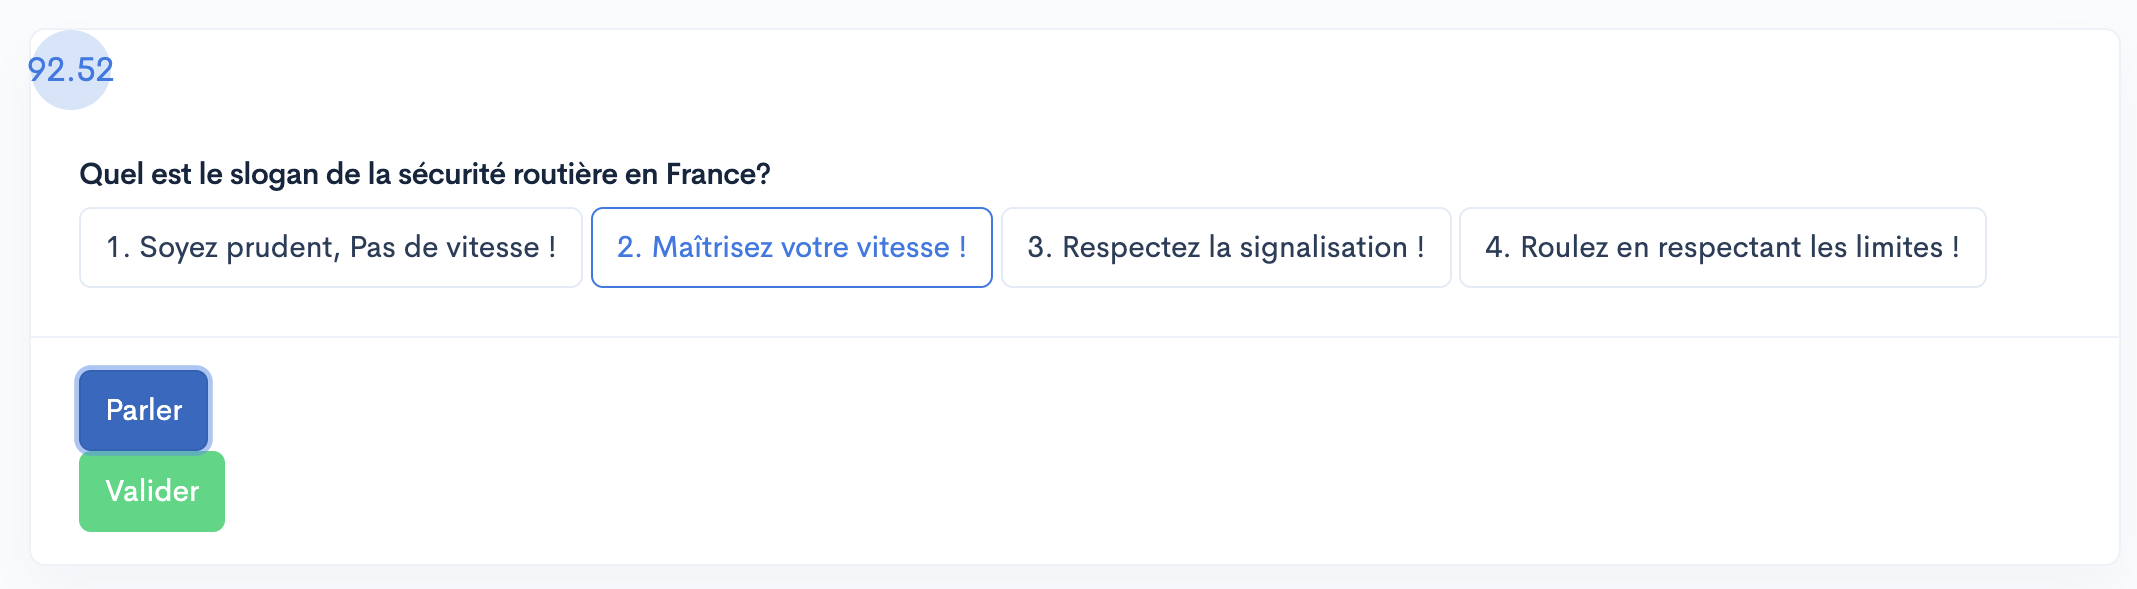 92.52
Quel est le slogan de la sécurité routière en France?
1. Soyez prudent, Pas de vitesse ! 2. Maîtrisez votre vitesse ! 3. Respectez la signalisation ! 4. Roulez en respectant les limites !
Parler
Valider